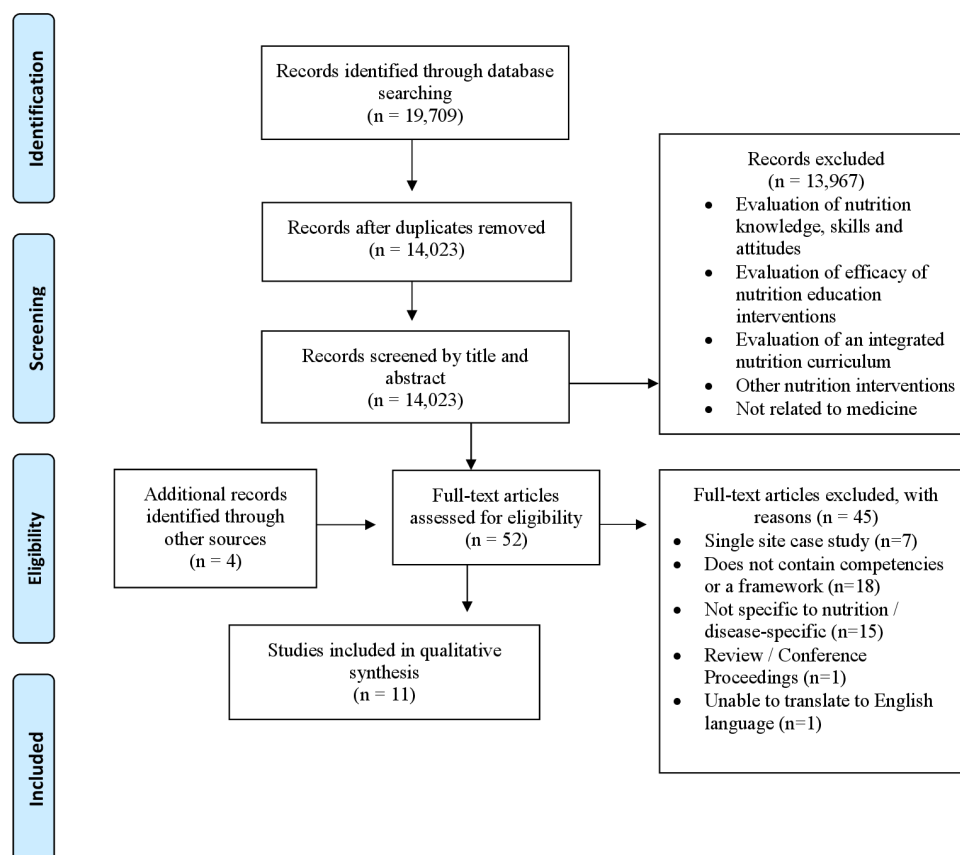 Identification
Records identified through database
searching
(n = 19,709)
Records excluded
(n = 13,967)
• Evaluation of nutrition
knowledge, skills and
attitudes
• Evaluation of efficacy of
nutrition education
interventions
• Evaluation of an integrated
nutrition curriculum
• Other nutrition interventions
• Not related to medicine
Records after duplicates removed
(n = 14,023)
Screening
Records screened by title and
abstract
(n = 14,023)
Eligibility
Additional records
identified through
other sources
(n = 4)
Full-text articles
assessed for eligibility
(n = 52)
Full-text articles excluded, with
reasons (n = 45)
• Single site case study (n=7)
• Does not contain competencies
or a framework (n=18)
• Not specific to nutrition /
disease-specific (n=15)
• Review / Conference
Proceedings (n=1)
• Unable to translate to English
language (n=1)
Studies included in qualitative
synthesis
(n = 11)
Included